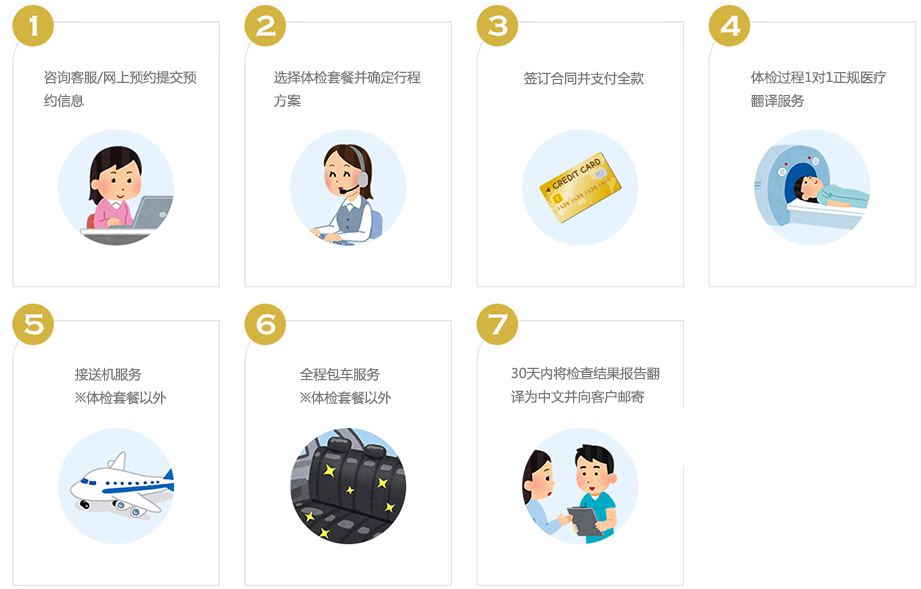 1
咨询客服/网上预约提交预
约信息
2
选择体检套餐并确定行程
方案
3
签订合同并支付全款
CREDIT CARD
4
体检过程1对1正规医疗
翻译服务
5
接送机服务
※体检套餐以外
6
全程包车服务
※体检套餐以外
7
30天内将检查结果报告翻
译为中文并向客户邮寄